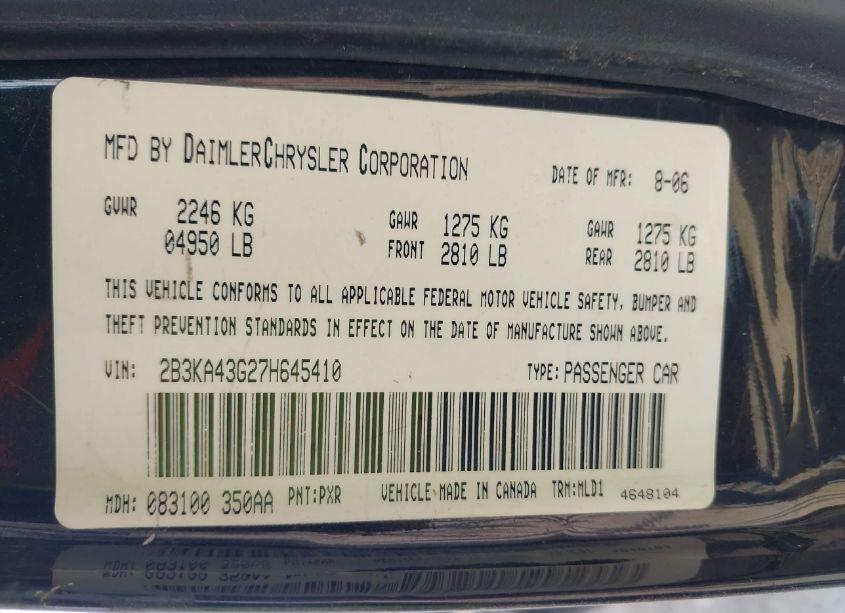 MFD BY DAIMLERCHRYSLER CORPORATION DATE OF MFR: 8-06
GVWR 2246 KG GAWR 1275 KG GAWR 1275 KG
04950 LB FRONT 2810 LB REAR 2810 LB
THIS VEHICLE CONFORMS TO ALL APPLICABLE FEDERAL MOTOR VEHICLE SAFETY, BUMPER AND
THEFT PREVENTION STANDARDS IN EFFECT ON THE DATE OF MANUFACTURE SHOWN ABOVE.
VIN: 2B3KA43G27H645410 TYPE: PASSENGER CAR
MDH: 083100 350AA PNT:PXR VEHICLE MADE IN CANADA TRM:MLD1 4648104